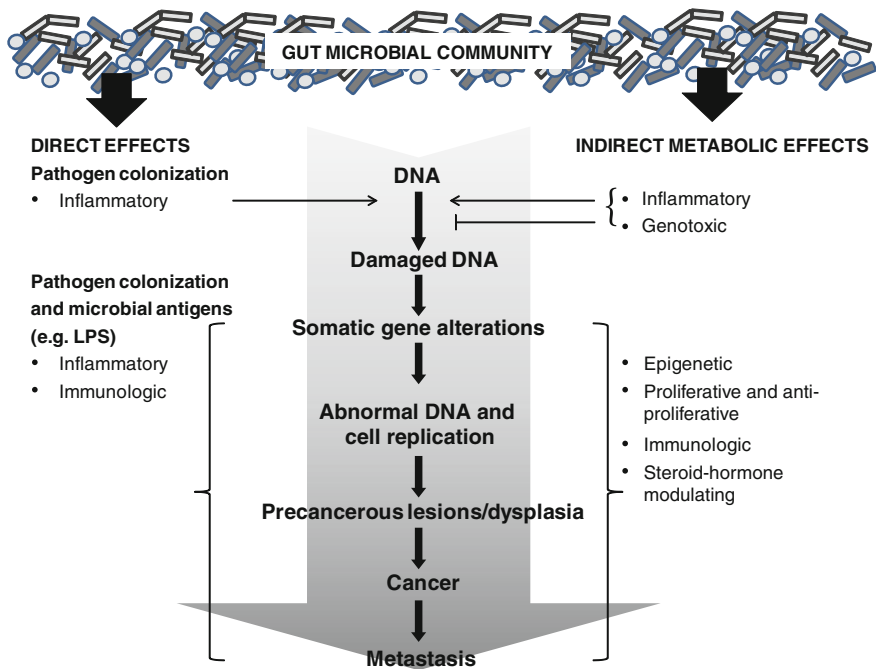 GUT MICROBIAL COMMUNITY
DIRECT EFFECTS
Pathogen colonization
• Inflammatory
Pathogen colonization
and microbial antigens
(e.g. LPS)
• Inflammatory
• Immunologic
DNA
Damaged DNA
Somatic gene alterations
Abnormal DNA and
cell replication
Precancerous lesions/dysplasia
Cancer
Metastasis
INDIRECT METABOLIC EFFECTS
• Inflammatory
• Genotoxic
• Epigenetic
• Proliferative and anti-
proliferative
• Immunologic
• Steroid-hormone
modulating